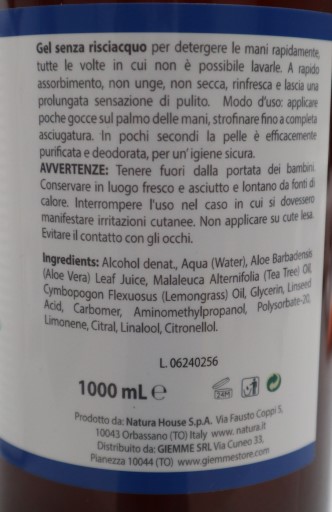 Gel senza risciacquo per detergere le mani rapidamente,
tutte le volte in cui non è possibile lavarle. A rapido
assorbimento, non unge, non secca, rinfresca e lascia una
prolungata sensazione di pulito. Modo d'uso: applicare
poche gocce sul palmo delle mani, strofinare fino a completa
asciugatura. In pochi secondi la pelle è efficacemente
purificata e deodorata, per un'igiene sicura.
AVVERTENZE: Tenere fuori dalla portata dei bambini.
Conservare in luogo fresco e asciutto e lontano da fonti di
calore. Interrompere l'uso nel caso in cui si dovessero
manifestare irritazioni cutanee. Non applicare su cute lesa.
Evitare il contatto con gli occhi.
Ingredients: Alcohol denat., Aqua (Water), Aloe Barbadensis
(Aloe Vera) Leaf Juice, Malaleuca Alternifolia (Tea Tree) Oil,
Cymbopogon Flexuosus (Lemongrass) Oil, Glycerin, Linseed
Acid, Carbomer, Aminomethylpropanol, Polysorbate-20,
Limonene, Citral, Linalool, Citronellol.
L. 06240256
1000 mL e
24M
Prodotto da: Natura House S.p.A. Via Fausto Coppi 5,
10043 Orbassano (TO) Italy www.natura.it
Distribuito da: GIEMME SRL Via Cuneo 33,
Pianezza 10044 (TO) www.giemmestore.com